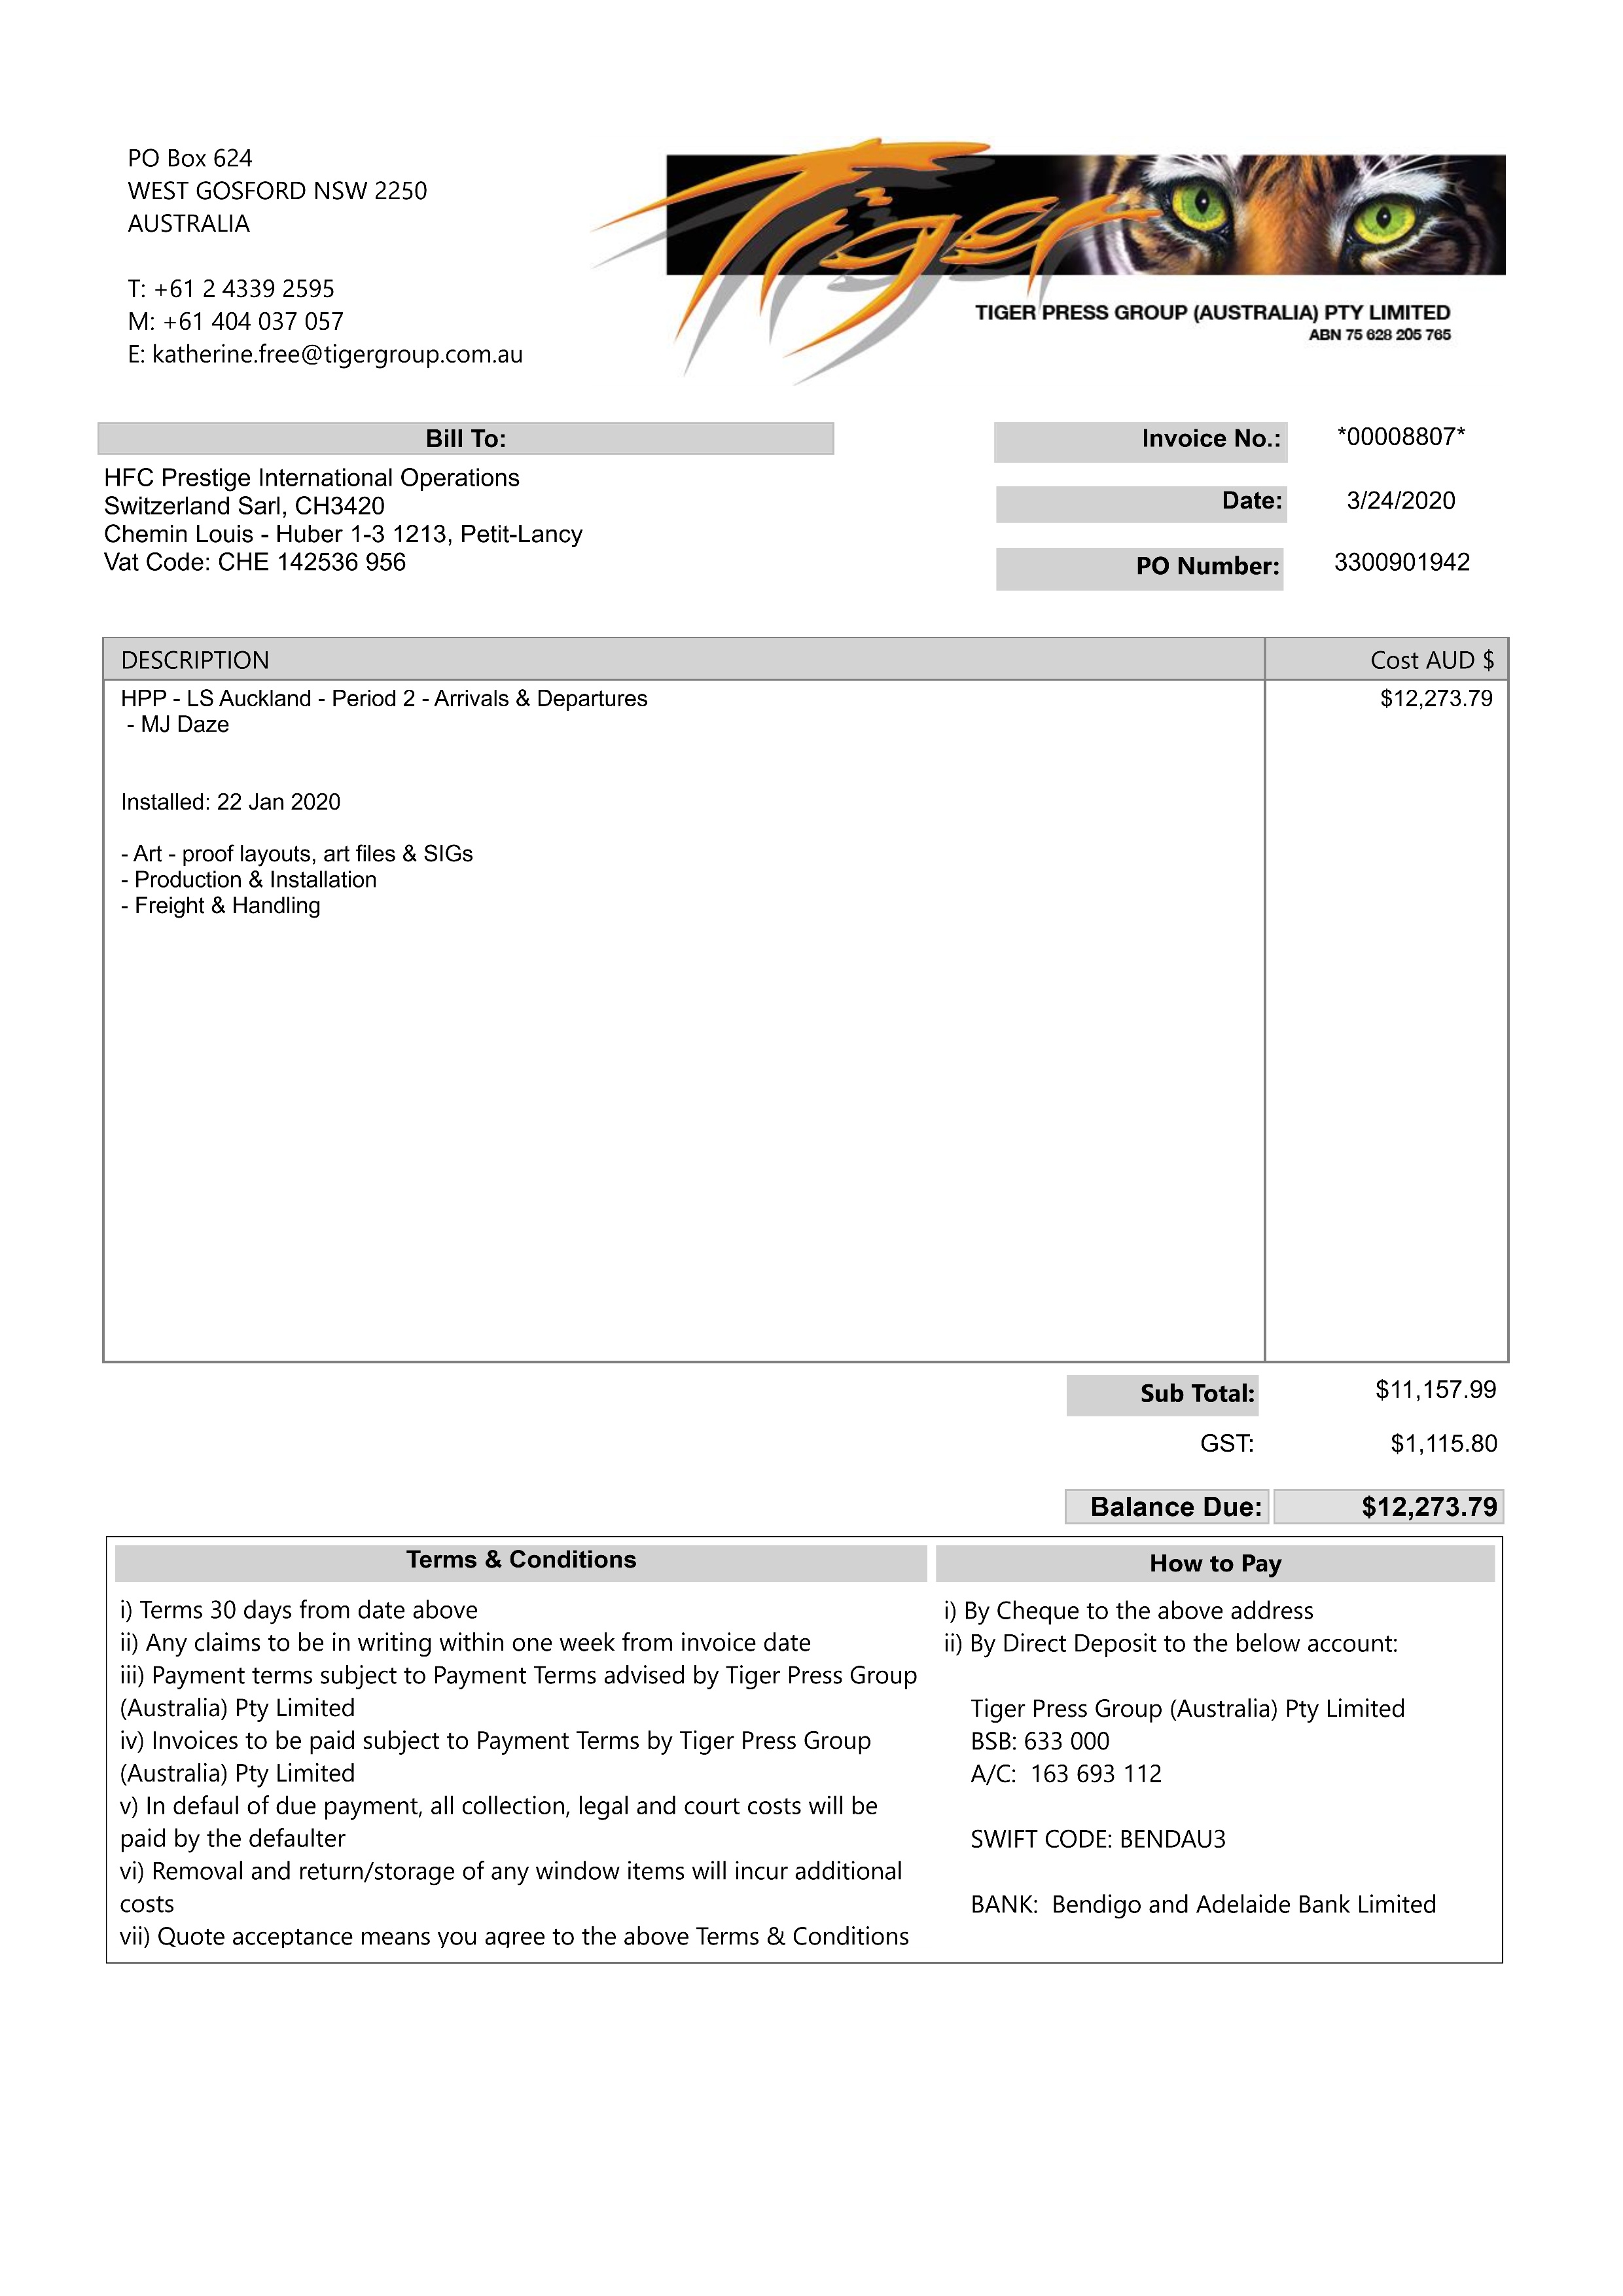 PO Box 624
WEST GOSFORD NSW 2250
AUSTRALIA
T: +61 2 4339 2595
M: +61 404 037 057
E: katherine.free@tigergroup.com.au
Tiger
TIGER PRESS GROUP (AUSTRALIA) PTY LIMITED
ABN 75 628 205 765
Bill To:
HFC Prestige International Operations
Switzerland Sarl, CH3420
Chemin Louis - Huber 1-3 1213, Petit-Lancy
Vat Code: CHE 142536 956
Invoice No.: *00008807*
Date: 3/24/2020
PO Number: 3300901942
DESCRIPTION Cost AUD $
HPP - LS Auckland - Period 2 - Arrivals & Departures $12,273.79
- MJ Daze
Installed: 22 Jan 2020
- Art - proof layouts, art files & SIGs
- Production & Installation
- Freight & Handling
Sub Total: $11,157.99
GST: $1,115.80
Balance Due: $12,273.79
Terms & Conditions
i) Terms 30 days from date above
ii) Any claims to be in writing within one week from invoice date
iii) Payment terms subject to Payment Terms advised by Tiger Press Group
(Australia) Pty Limited
iv) Invoices to be paid subject to Payment Terms by Tiger Press Group
(Australia) Pty Limited
v) In defaul of due payment, all collection, legal and court costs will be
paid by the defaulter
vi) Removal and return/storage of any window items will incur additional
costs
vii) Quote acceptance means you agree to the above Terms & Conditions
How to Pay
i) By Cheque to the above address
ii) By Direct Deposit to the below account:
Tiger Press Group (Australia) Pty Limited
BSB: 633 000
A/C: 163 693 112
SWIFT CODE: BENDAU3
BANK: Bendigo and Adelaide Bank Limited